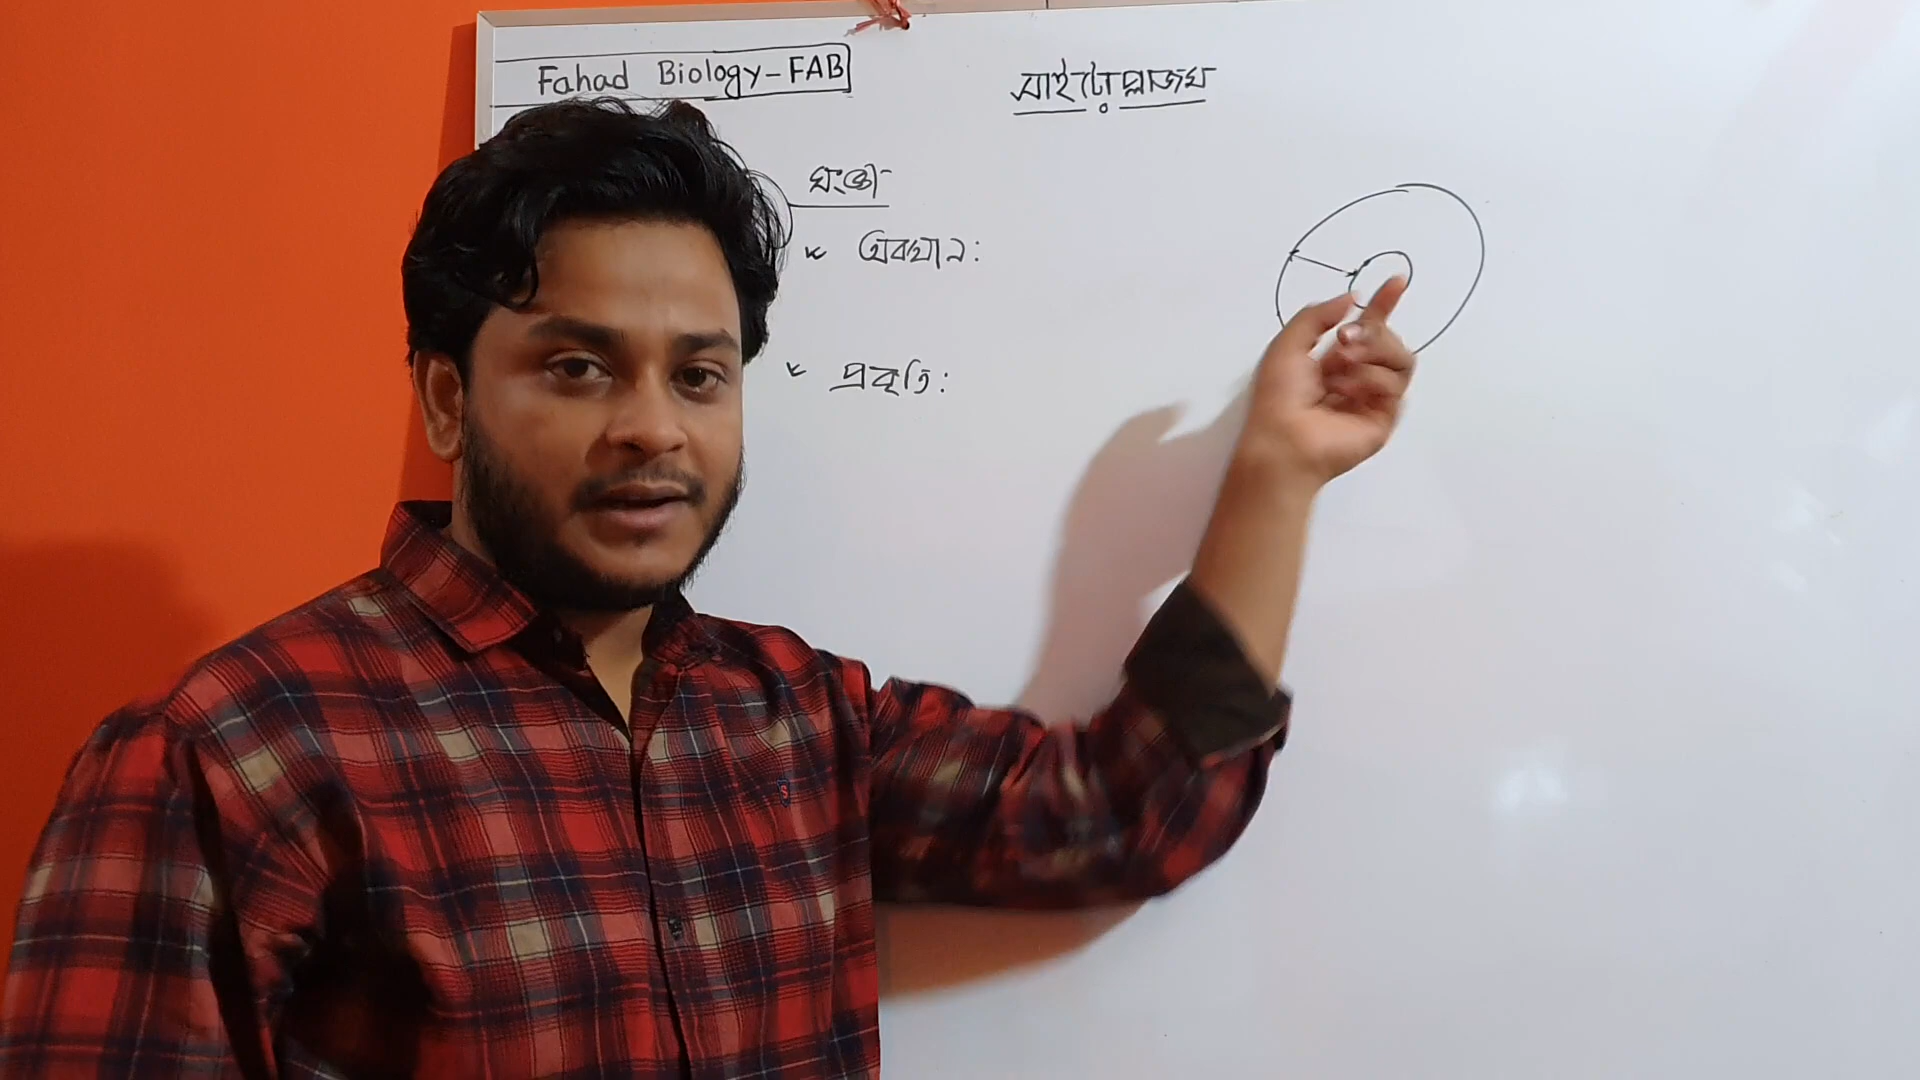 Fahad Biology-FAB
সাইটোপ্লাজম
সংজ্ঞা
* অবস্থান:
* প্রকৃতি:
S